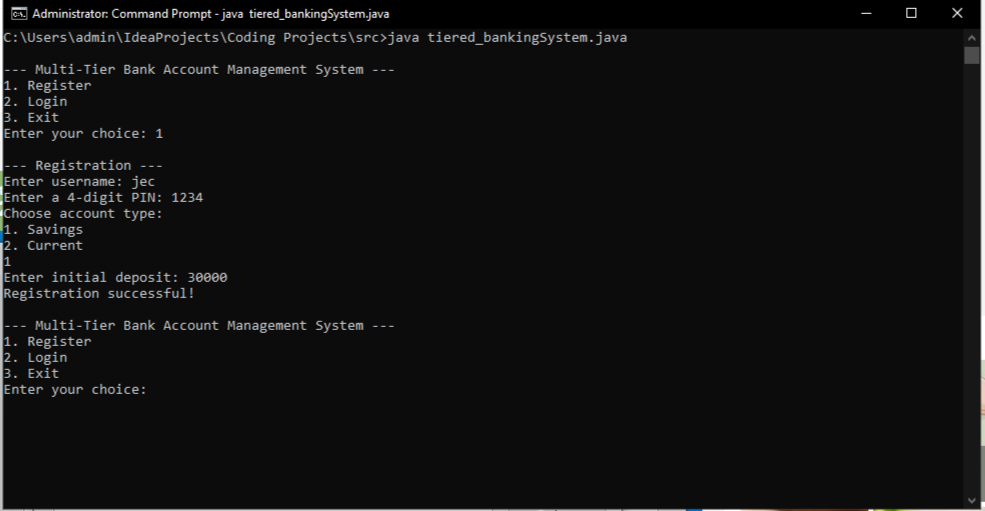 Administrator: Command Prompt - java  tiered_bankingSystem.java
C:\Users\admin\IdeaProjects\Coding Projects\src>java tiered_bankingSystem.java
--- Multi-Tier Bank Account Management System ---
1. Register
2. Login
3. Exit
Enter your choice: 1
--- Registration ---
Enter username: jec
Enter a 4-digit PIN: 1234
Choose account type:
1. Savings
2. Current
1
Enter initial deposit: 30000
Registration successful!
--- Multi-Tier Bank Account Management System ---
1. Register
2. Login
3. Exit
Enter your choice: